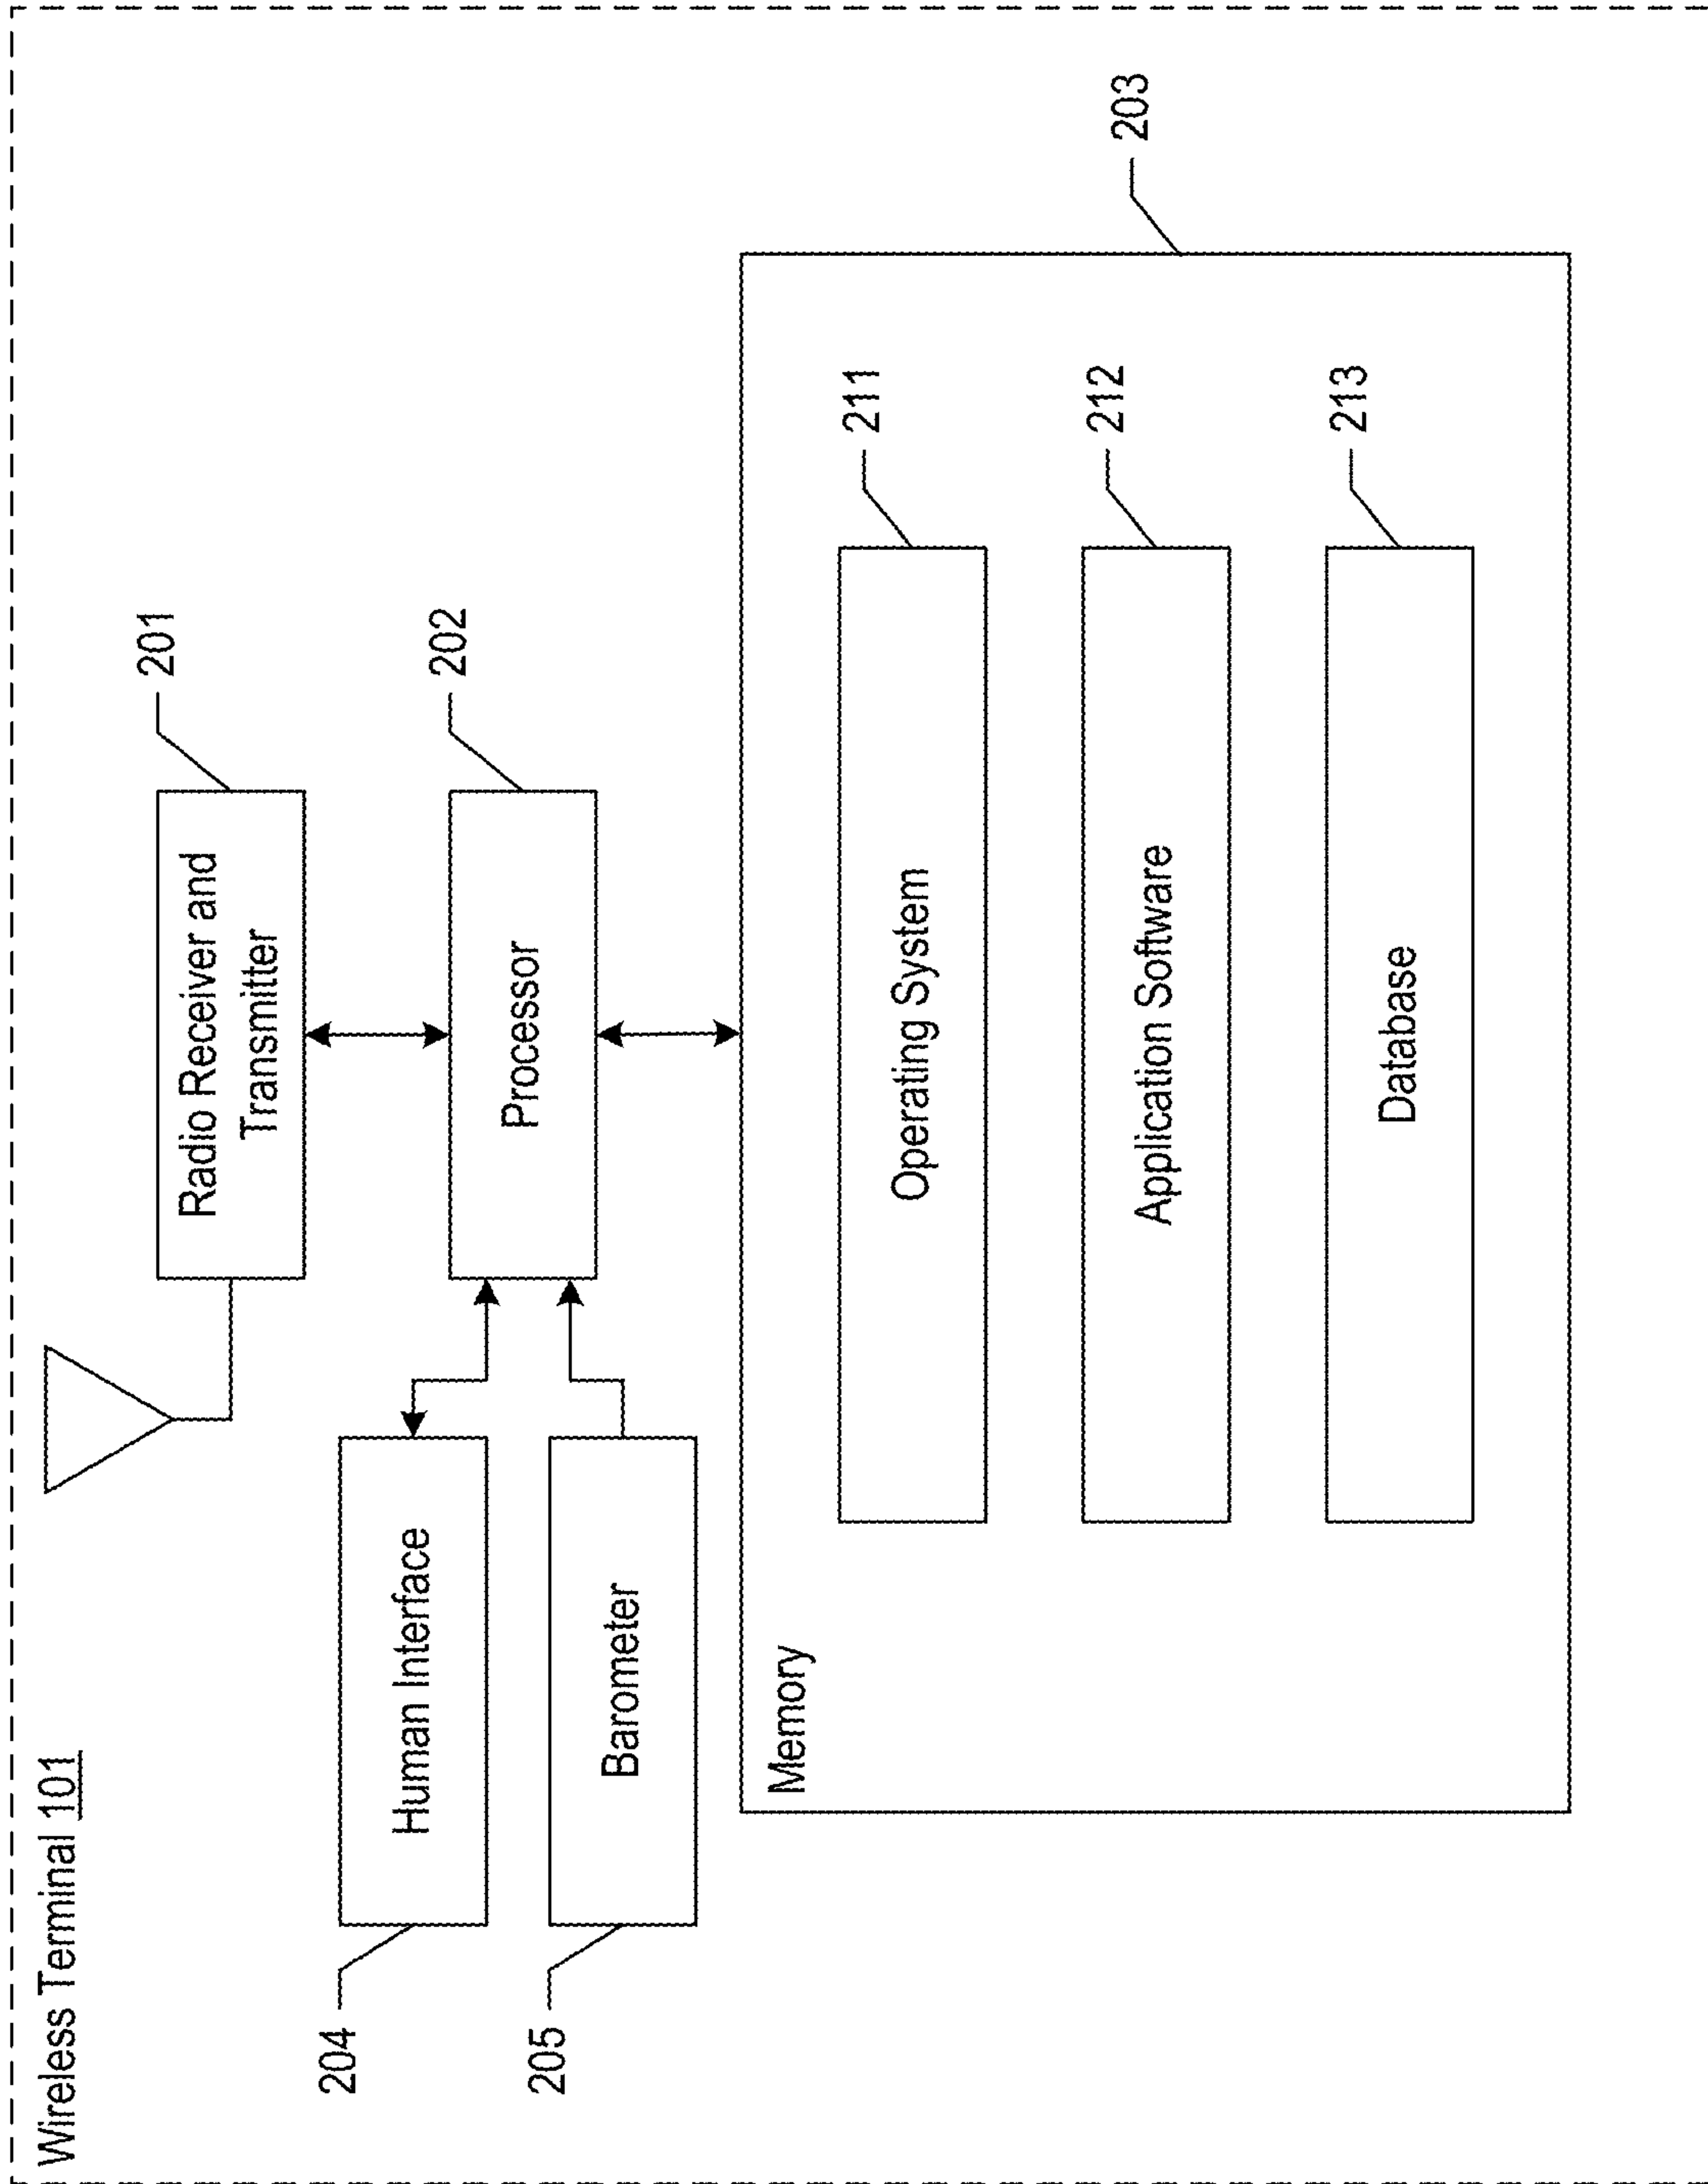 Wireless Terminal 101
Radio Receiver and
Transmitter
201
204
Human Interface
Processor
202
205
Barometer
Memory
203
Operating System
211
Application Software
212
Database
213